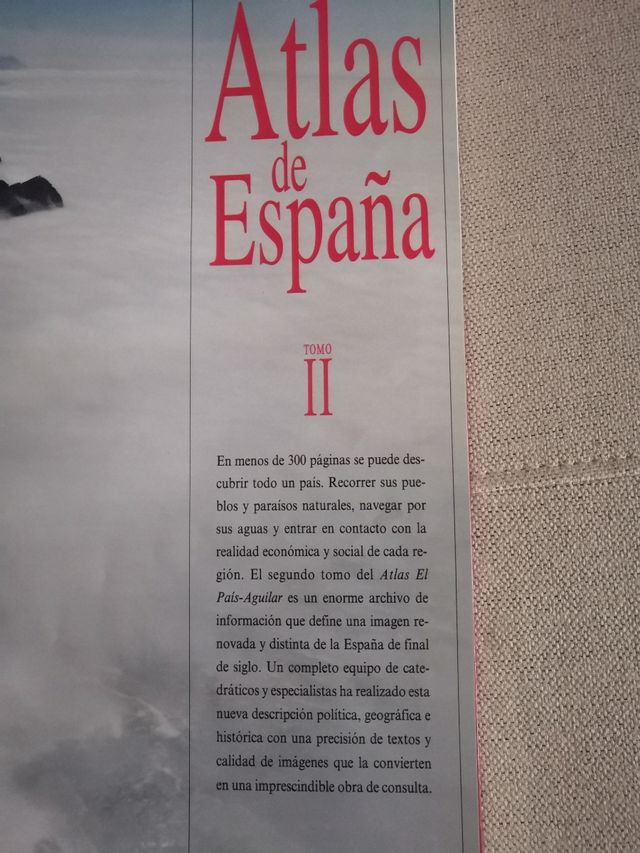 Atlas
de
España
TOMO
II
En menos de 300 páginas se puede des-
cubrir todo un país. Recorrer sus pue-
blos y paraísos naturales, navegar por
sus aguas y entrar en contacto con la
realidad económica y social de cada re-
gión. El segundo tomo del Atlas El
País-Aguilar es un enorme archivo de
información que define una imagen re-
novada y distinta de la España de final
de siglo. Un completo equipo de cate-
dráticos y especialistas ha realizado esta
nueva descripción política, geográfica e
histórica con una precisión de textos y
calidad de imágenes que la convierten
en una imprescindible obra de consulta.